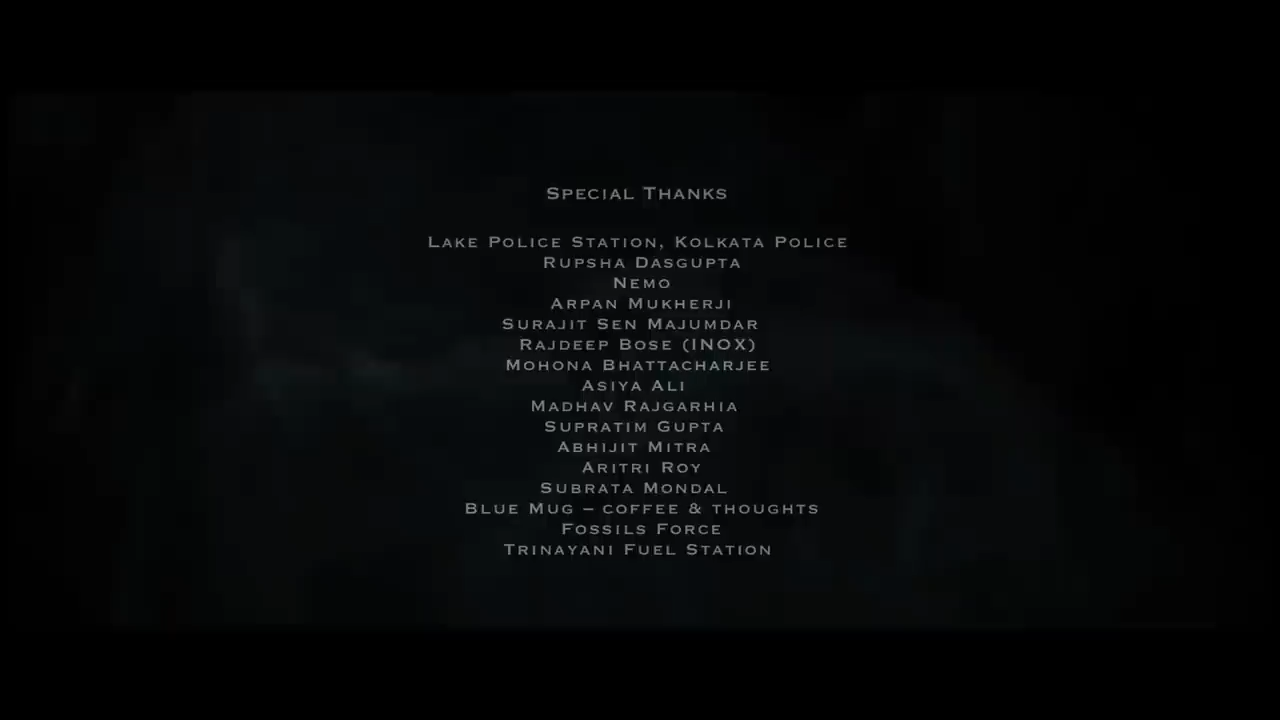 Special Thanks
Lake Police Station, Kolkata Police
Rupsha Dasgupta
Nemo
Arpan Mukherji
Surajit Sen Majumdar
Rajdeep Bose (INOX)
Mohona Bhattacharjee
Asiya Ali
Madhav Rajgarhia
Supratim Gupta
Abhijit Mitra
Aritri Roy
Subrata Mondal
Blue Mug – coffee & thoughts
Fossils Force
Trinayani Fuel Station